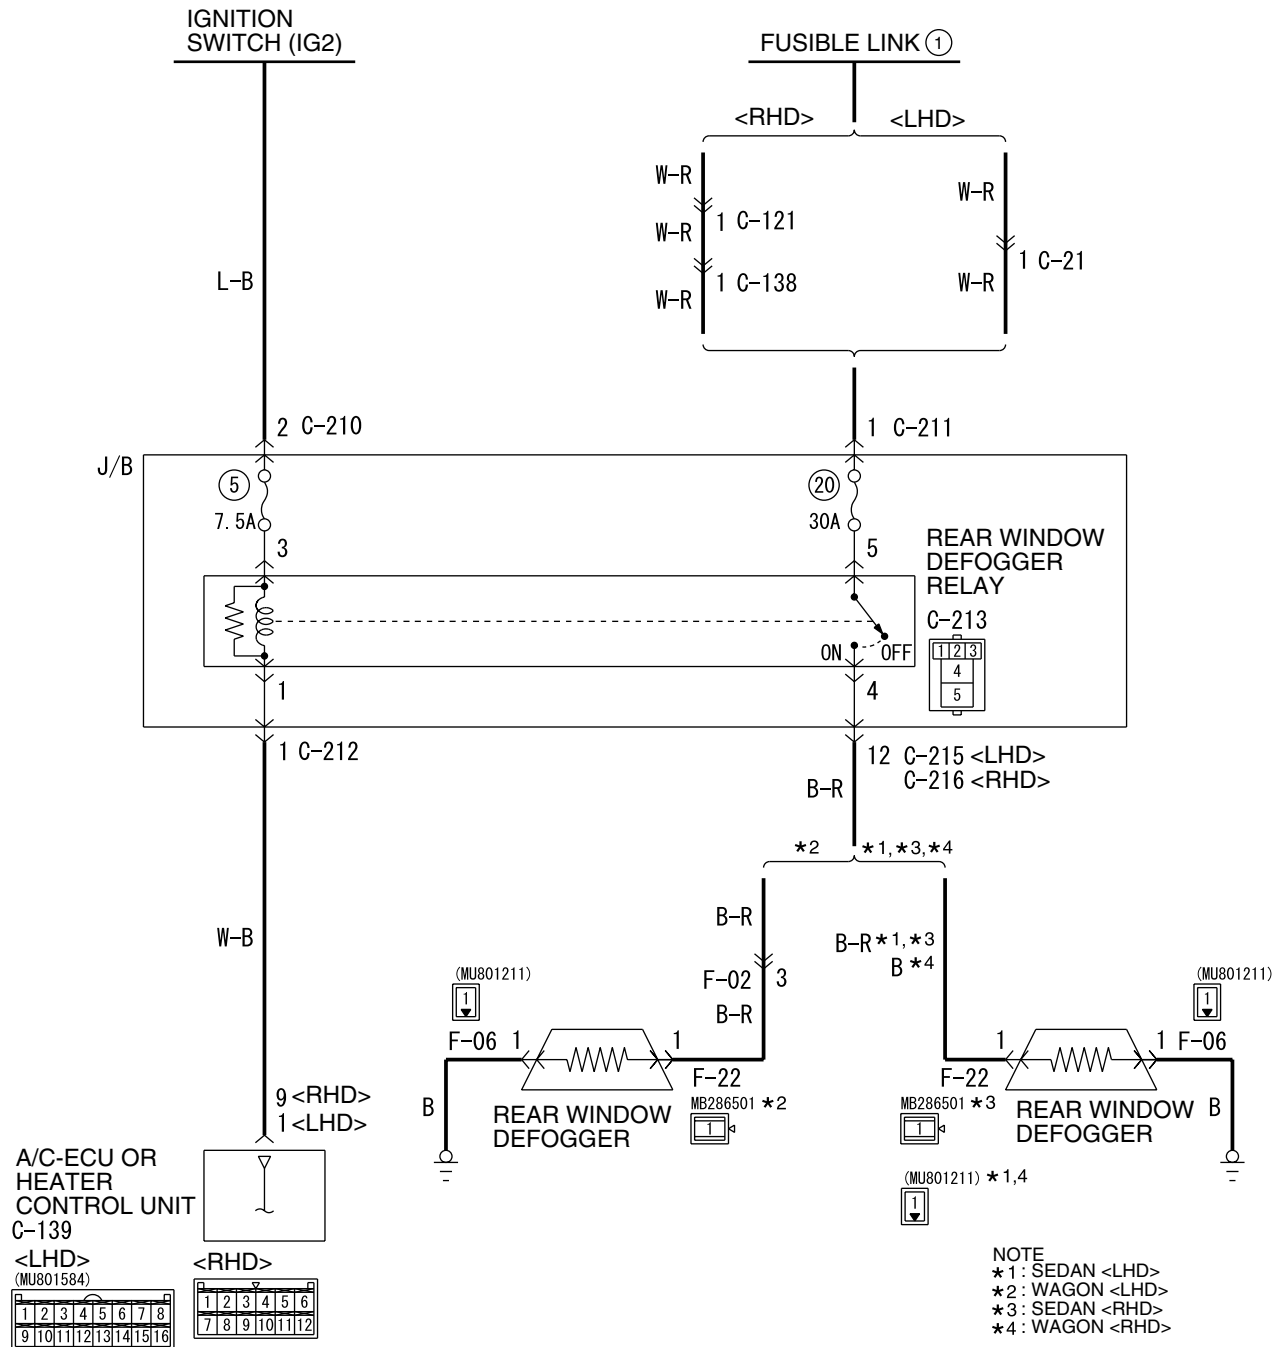 IGNITION
SWITCH (IG2)
FUSIBLE LINK 1
<RHD>
<LHD>
W-R
1 C-121
W-R
1 C-138
W-R
W-R
1 C-21
W-R
L-B
2 C-210
1 C-211
J/B
5
7.5A
3
20
30A
5
REAR WINDOW
DEFOGGER
RELAY
C-213
1 2 3
4
5
ON
OFF
1
4
1 C-212
12 C-215 <LHD>
C-216 <RHD>
B-R
*2
*1,*3,*4
W-B
B-R
F-02 3
B-R
B-R*1,*3
B *4
(MU801211)
1
F-06 1
1
F-22
MB286501 *2
1
B
REAR WINDOW
DEFOGGER
(MU801211)
1
1
1 F-06
F-22
MB286501 *3
1
(MU801211) *1,4
1
REAR WINDOW
DEFOGGER
B
9 <RHD>
1 <LHD>
A/C-ECU OR
HEATER
CONTROL UNIT
C-139
<LHD>
(MU801584)
1 2 3 4 5 6 7 8
9 10 11 12 13 14 15 16
<RHD>
1 2 3 4 5 6
7 8 9 10 11 12
NOTE
*1 : SEDAN <LHD>
*2 : WAGON <LHD>
*3 : SEDAN <RHD>
*4 : WAGON <RHD>